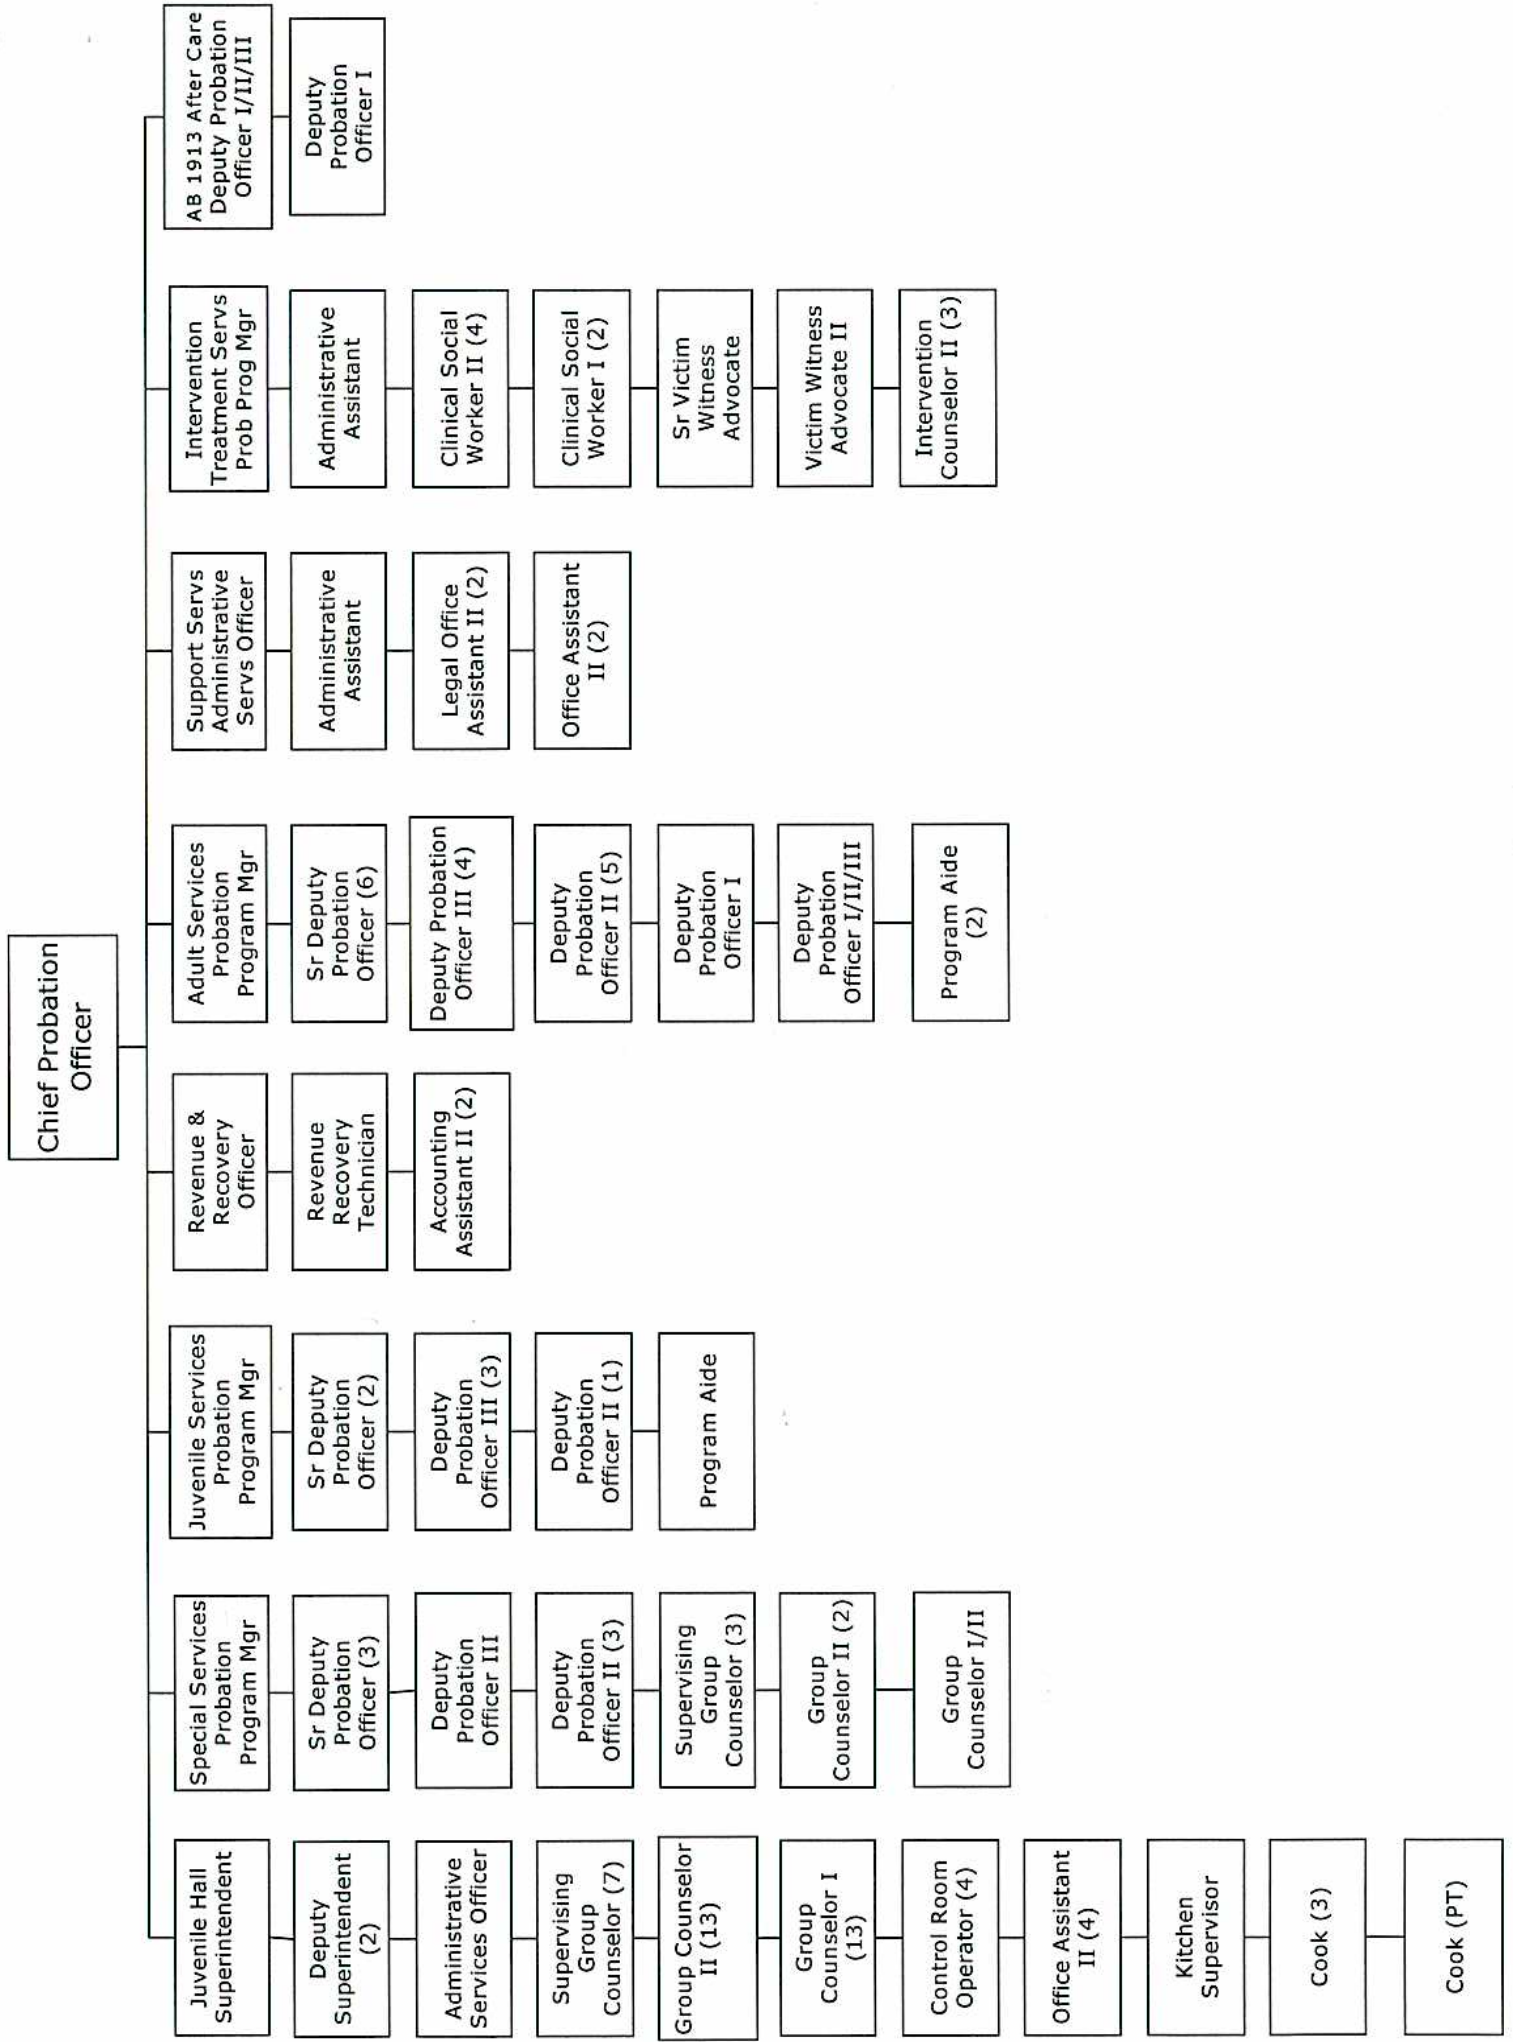 Chief Probation
Officer
Juvenile Hall
Superintendent
Deputy
Superintendent
(2)
Administrative
Services Officer
Supervising
Group
Counselor (7)
Group Counselor
II (13)
Group
Counselor I
(13)
Control Room
Operator (4)
Office Assistant
II (4)
Kitchen
Supervisor
Cook (3)
Cook (PT)
Special Services
Probation
Program Mgr
Sr Deputy
Probation
Officer (3)
Deputy
Probation
Officer III
Deputy
Probation
Officer II (3)
Supervising
Group
Counselor (3)
Group
Counselor II (2)
Group
Counselor I/II
Juvenile Services
Probation
Program Mgr
Sr Deputy
Probation
Officer (2)
Deputy
Probation
Officer III (3)
Deputy
Probation
Officer II (1)
Program Aide
Revenue &
Recovery
Officer
Revenue
Recovery
Technician
Accounting
Assistant II (2)
Adult Services
Probation
Program Mgr
Sr Deputy
Probation
Officer (6)
Deputy Probation
Officer III (4)
Deputy
Probation
Officer II (5)
Deputy
Probation
Officer I
Deputy
Probation
Officer I/II/III
Program Aide
(2)
Support Servs
Administrative
Servs Officer
Administrative
Assistant
Legal Office
Assistant II (2)
Office Assistant
II (2)
Intervention
Treatment Servs
Prob Prog Mgr
Administrative
Assistant
Clinical Social
Worker II (4)
Clinical Social
Worker I (2)
Sr Victim
Witness
Advocate
Victim Witness
Advocate II
Intervention
Counselor II (3)
AB 1913 After Care
Deputy Probation
Officer I/II/III
Deputy
Probation
Officer I